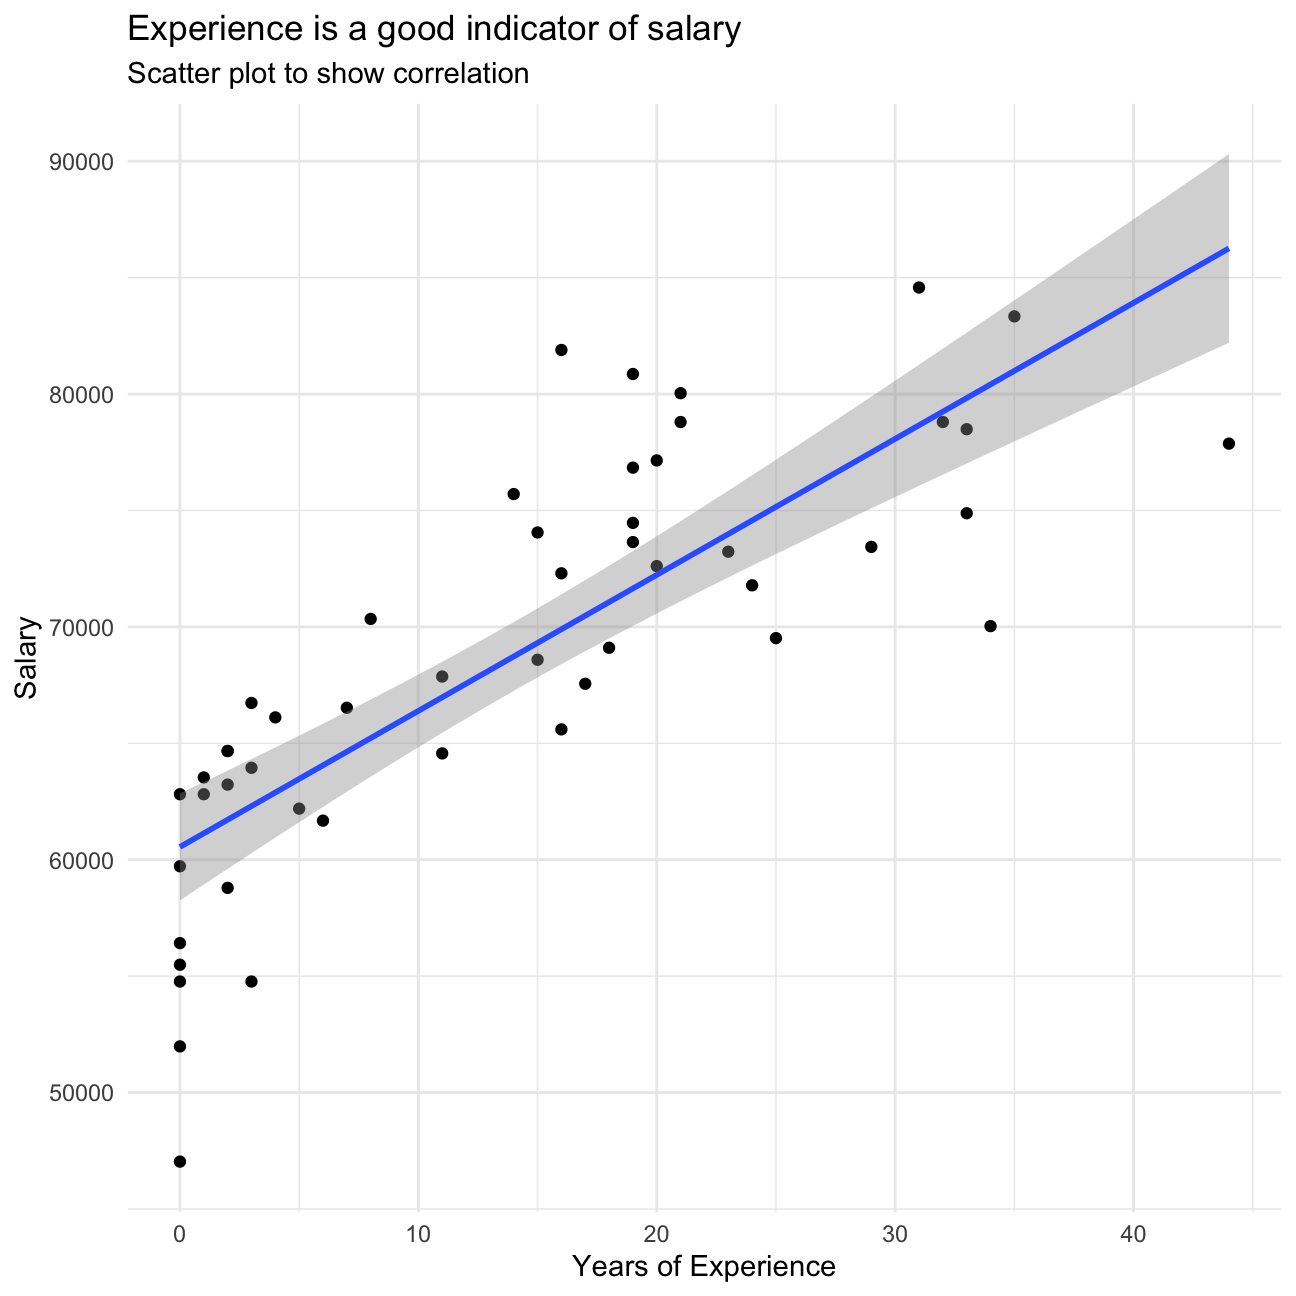 Experience is a good indicator of salary
Scatter plot to show correlation
90000
80000
70000
60000
50000
Salary
0 10 20 30 40
Years of Experience